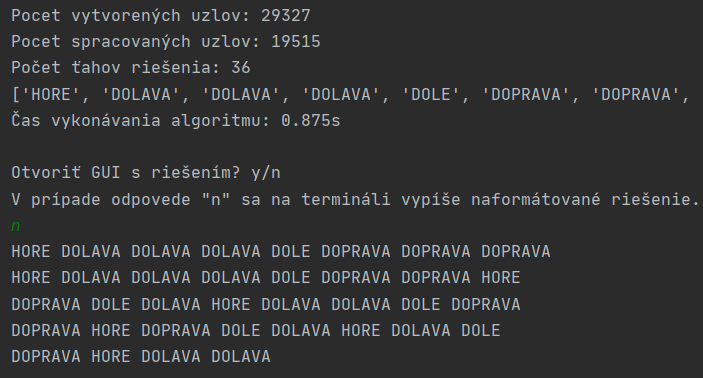 Pocet vytvorených uzlov: 29327
Pocet spracovaných uzlov: 19515
Počet ťahov riešenia: 36
['HORE', 'DOLAVA', 'DOLAVA', 'DOLAVA', 'DOLE', 'DOPRAVA', 'DOPRAVA',
Čas vykonávania algoritmu: 0.875s
Otvoriť GUI s riešením? y/n
V prípade odpovede "n" sa na termináli vypíše naformátované riešenie.
n
HORE DOLAVA DOLAVA DOLAVA DOLE DOPRAVA DOPRAVA DOPRAVA
HORE DOLAVA DOLAVA DOLAVA DOLE DOPRAVA DOPRAVA HORE
DOPRAVA DOLE DOLAVA HORE DOLAVA DOLAVA DOLE DOPRAVA
DOPRAVA HORE DOPRAVA DOLE DOLAVA HORE DOLAVA DOLE
DOPRAVA HORE DOLAVA DOLAVA